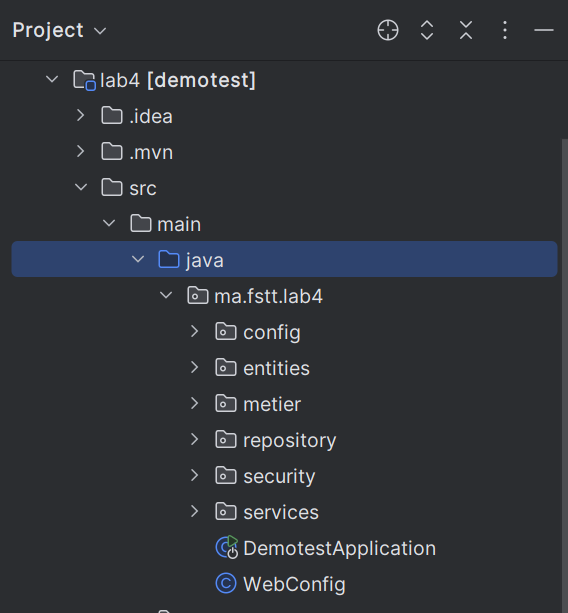 Project
lab4 [demotest]
.idea
.mvn
src
main
java
ma.fstt.lab4
config
entities
metier
repository
security
services
DemotestApplication
WebConfig